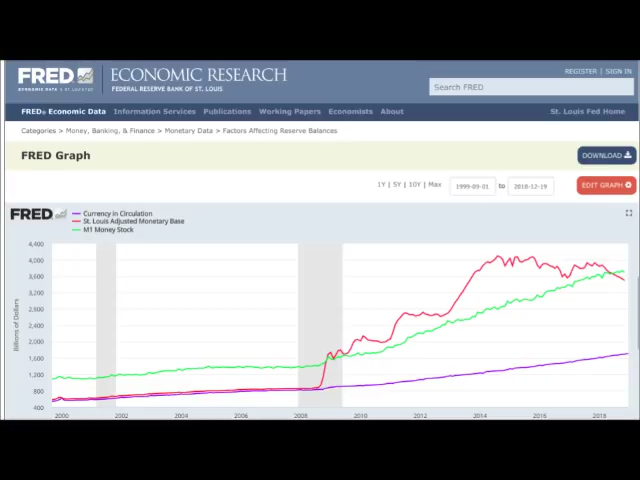 FRED ECONOMIC RESEARCH
ECONOMIC DATA | ST. LOUIS FED FEDERAL RESERVE BANK OF ST. LOUIS
REGISTER | SIGN IN
Search FRED
FRED® Economic Data Information Services Publications Working Papers Economists About St. Louis Fed Home
Categories > Money, Banking, & Finance > Monetary Data > Factors Affecting Reserve Balances
FRED Graph
DOWNLOAD
1Y | 5Y | 10Y | Max 1999-09-01 to 2018-12-19 EDIT GRAPH
FRED
Currency in Circulation
St. Louis Adjusted Monetary Base
M1 Money Stock
Billions of Dollars
4,400
4,000
3,600
3,200
2,800
2,400
2,000
1,600
1,200
800
400
2000 2002 2004 2006 2008 2010 2012 2014 2016 2018